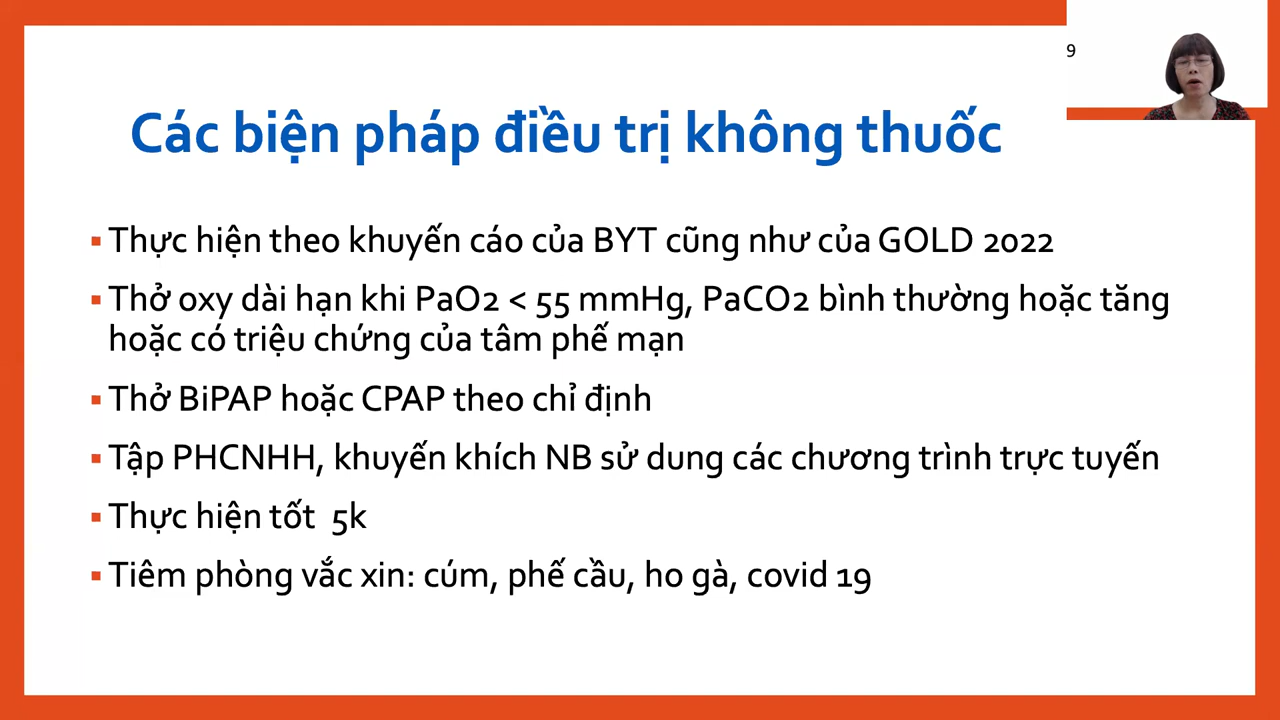 9
Các biện pháp điều trị không thuốc
▪ Thực hiện theo khuyến cáo của BYT cũng như của GOLD 2022
▪ Thở oxy dài hạn khi PaO2 < 55 mmHg, PaCO2 bình thường hoặc tăng
hoặc có triệu chứng của tâm phế mạn
▪ Thở BiPAP hoặc CPAP theo chỉ định
▪ Tập PHCNHH, khuyến khích NB sử dung các chương trình trực tuyến
▪ Thực hiện tốt  5k
▪ Tiêm phòng vắc xin: cúm, phế cầu, ho gà, covid 19